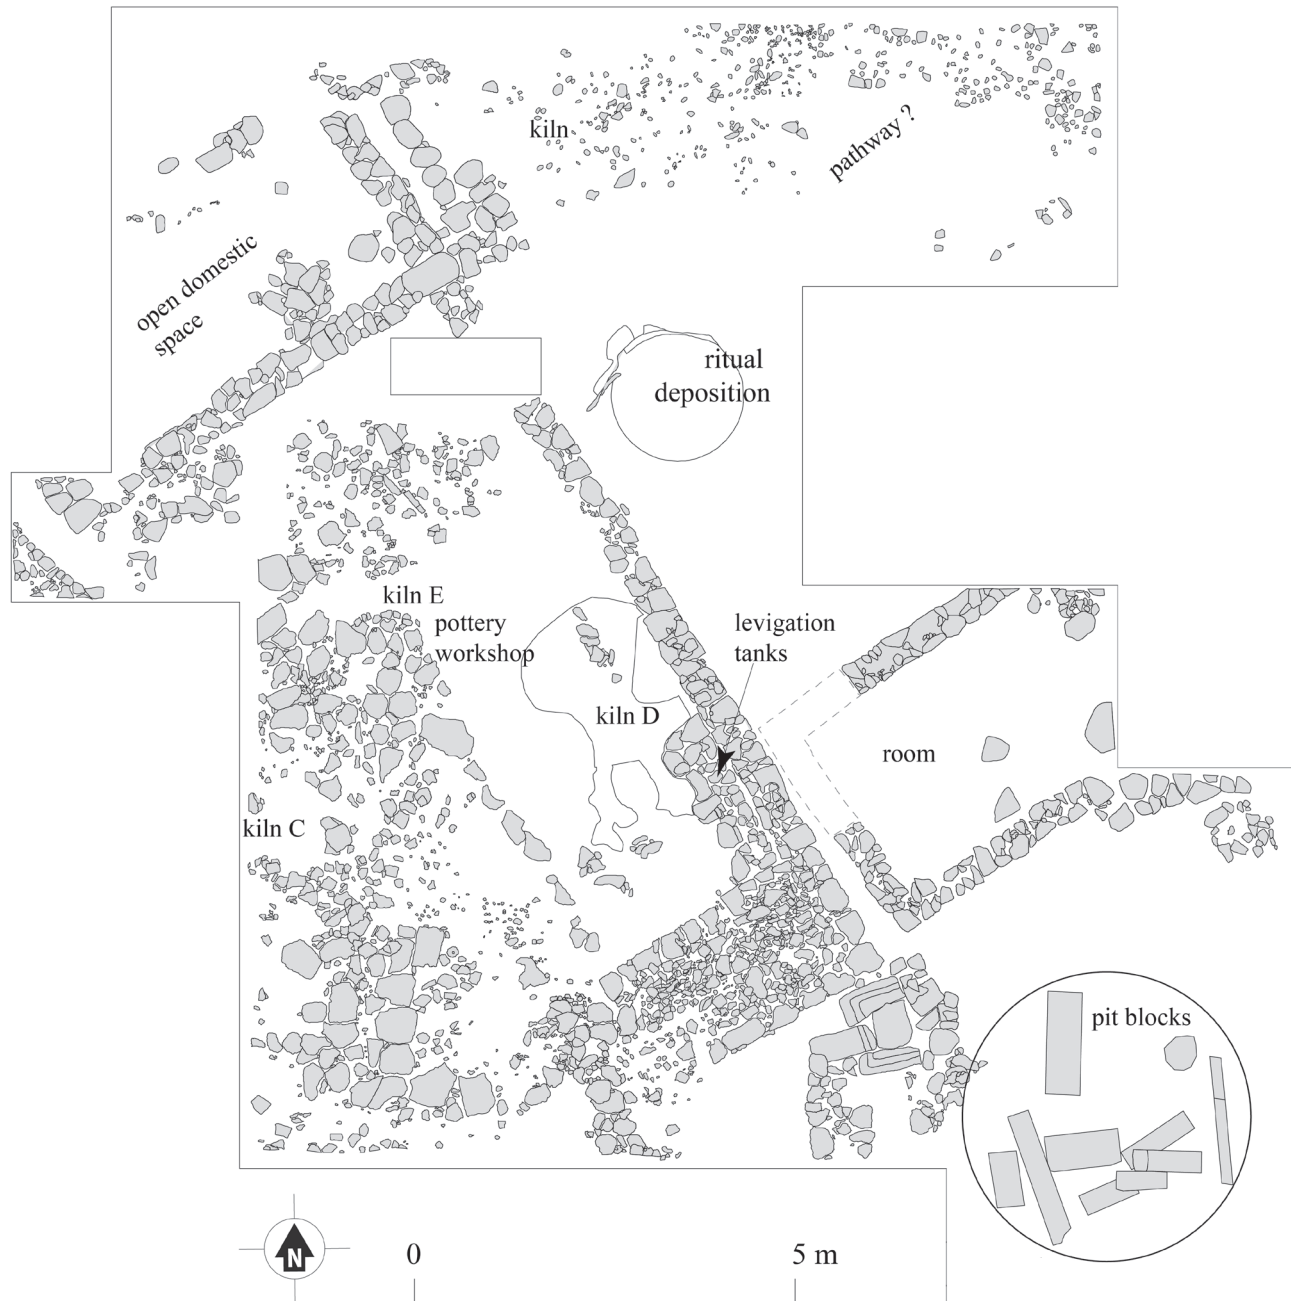 kiln
pathway ?
open domestic
space
ritual
deposition
kiln E
pottery
workshop
levigation
tanks
kiln D
room
kiln C
pit blocks
N
0
5 m